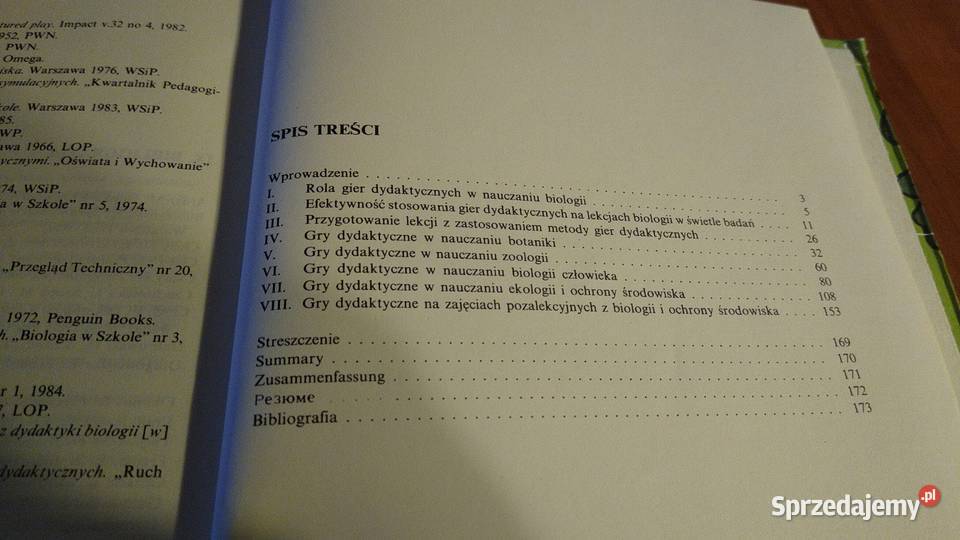 tured play. Impact v.32 no 4, 1982.
952, PWN.
PWN.
Omega.
iska. Warszawa 1976, WSiP.
symulacyjnych. „Kwartalnik Pedagogi-
kole. Warszawa 1983, WSiP.
85.
WP.
awa 1966, LOP.
ycznymi. „Oświata i Wychowanie”
74, WSiP.
a w Szkole” nr 5, 1974.
„Przegląd Techniczny” nr 20,
1972, Penguin Books.
h. „Biologia w Szkole” nr 3,
r 1, 1984.
7, LOP.
z dydaktyki biologii [w]
dydaktycznych. „Ruch
SPIS TREŚCI
Wprowadzenie . . . . 3
I. Rola gier dydaktycznych w nauczaniu biologii . . . . 5
II. Efektywność stosowania gier dydaktycznych na lekcjach biologii w świetle badań . . . . 11
III. Przygotowanie lekcji z zastosowaniem metody gier dydaktycznych . . . . 26
IV. Gry dydaktyczne w nauczaniu botaniki . . . . 32
V. Gry dydaktyczne w nauczaniu zoologii . . . . 60
VI. Gry dydaktyczne w nauczaniu biologii człowieka . . . . 80
VII. Gry dydaktyczne w nauczaniu ekologii i ochrony środowiska . . . . 108
VIII. Gry dydaktyczne na zajęciach pozalekcyjnych z biologii i ochrony środowiska . . . . 153
Streszczenie . . . . 169
Summary . . . . 170
Zusammenfassung . . . . 171
Резюме . . . . 172
Bibliografia . . . . 173
Sprzedajemy .pl